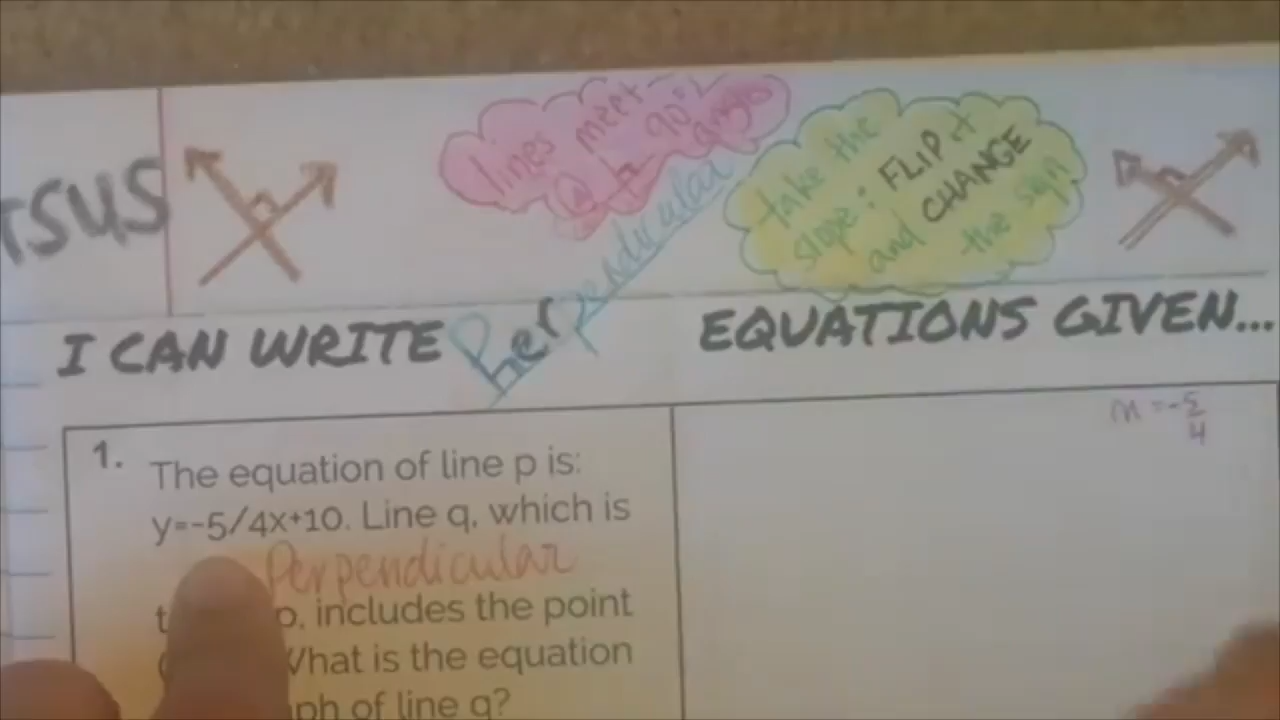 TSUS
lines meet
@ 90°
angle
take the
slope: FLIP it
and CHANGE
the sign
I CAN WRITE Perpendicular EQUATIONS GIVEN...
m = -5/4
1. The equation of line p is:
y=-5/4x+10. Line q, which is
Perpendicular
p, includes the point
What is the equation
ph of line q?